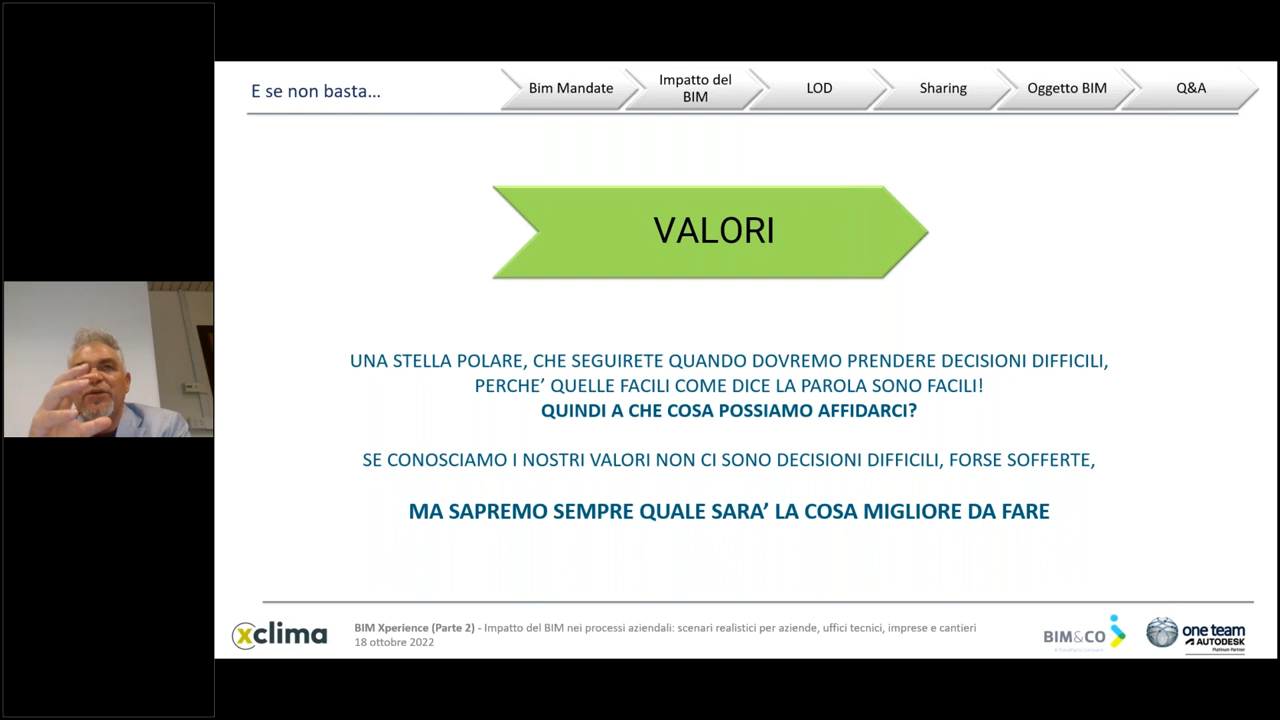 E se non basta...
Bim Mandate
Impatto del
BIM
LOD
Sharing
Oggetto BIM
Q&A
VALORI
UNA STELLA POLARE, CHE SEGUIRETE QUANDO DOVREMO PRENDERE DECISIONI DIFFICILI,
PERCHE' QUELLE FACILI COME DICE LA PAROLA SONO FACILI!
QUINDI A CHE COSA POSSIAMO AFFIDARCI?
SE CONOSCIAMO I NOSTRI VALORI NON CI SONO DECISIONI DIFFICILI, FORSE SOFFERTE,
MA SAPREMO SEMPRE QUALE SARA' LA COSA MIGLIORE DA FARE
xclima
BIM Xperience (Parte 2) - Impatto del BIM nei processi aziendali: scenari realistici per aziende, uffici tecnici, imprese e cantieri
18 ottobre 2022
BIM&CO
one team
AUTODESK
Platinum Partner